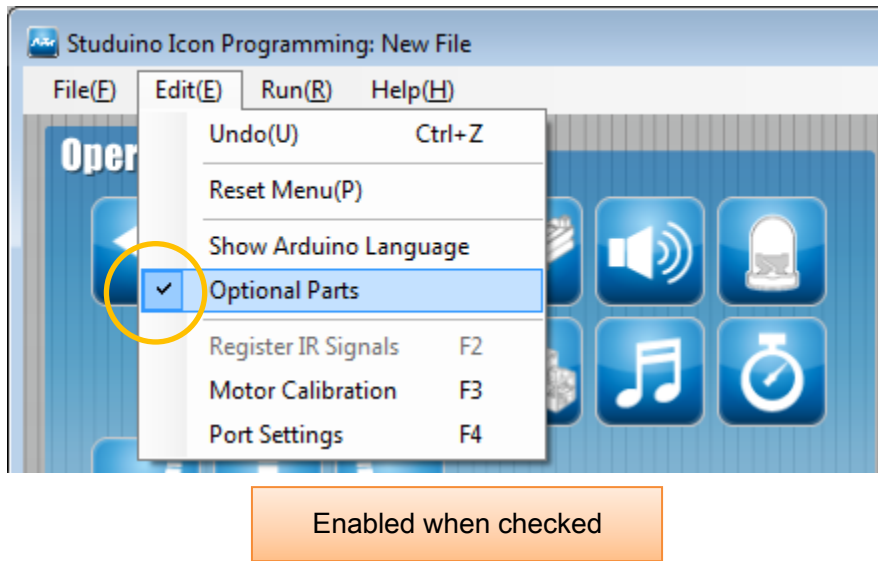 Studuino Icon Programming: New File
File(F) Edit(E) Run(R) Help(H)
Oper
Undo(U) Ctrl+Z
Reset Menu(P)
Show Arduino Language
Optional Parts
Register IR Signals F2
Motor Calibration F3
Port Settings F4
Enabled when checked